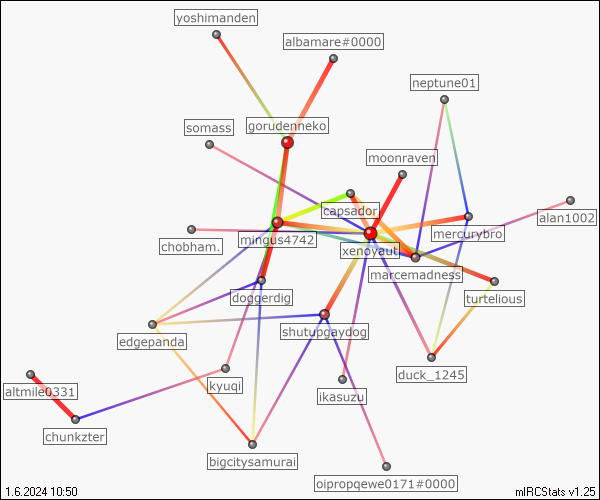 yoshimanden
albamare#0000
neptune01
somass
gorudenneko
moonraven
capsador
alan1002
mercurybro
chobham.
mingus4742
xenoyaut
marcemadness
doggerdig
turtelious
shutupgaydog
edgepanda
duck_1245
kyuqi
altmile0331
ikasuzu
chunkzter
bigcitysamurai
oipropqewe0171#0000
1.6.2024 10:50
mIRCStats v1.25